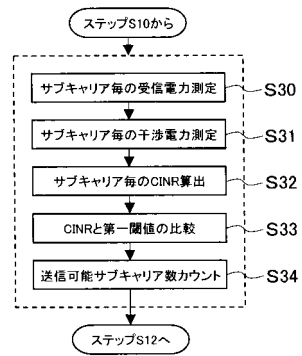 ステップS10から
サブキャリア毎の受信電力測定
S30
サブキャリア毎の干渉電力測定
S31
サブキャリア毎のCINR算出
S32
CINRと第一閾値の比較
S33
送信可能サブキャリア数カウント
S34
ステップS12へ